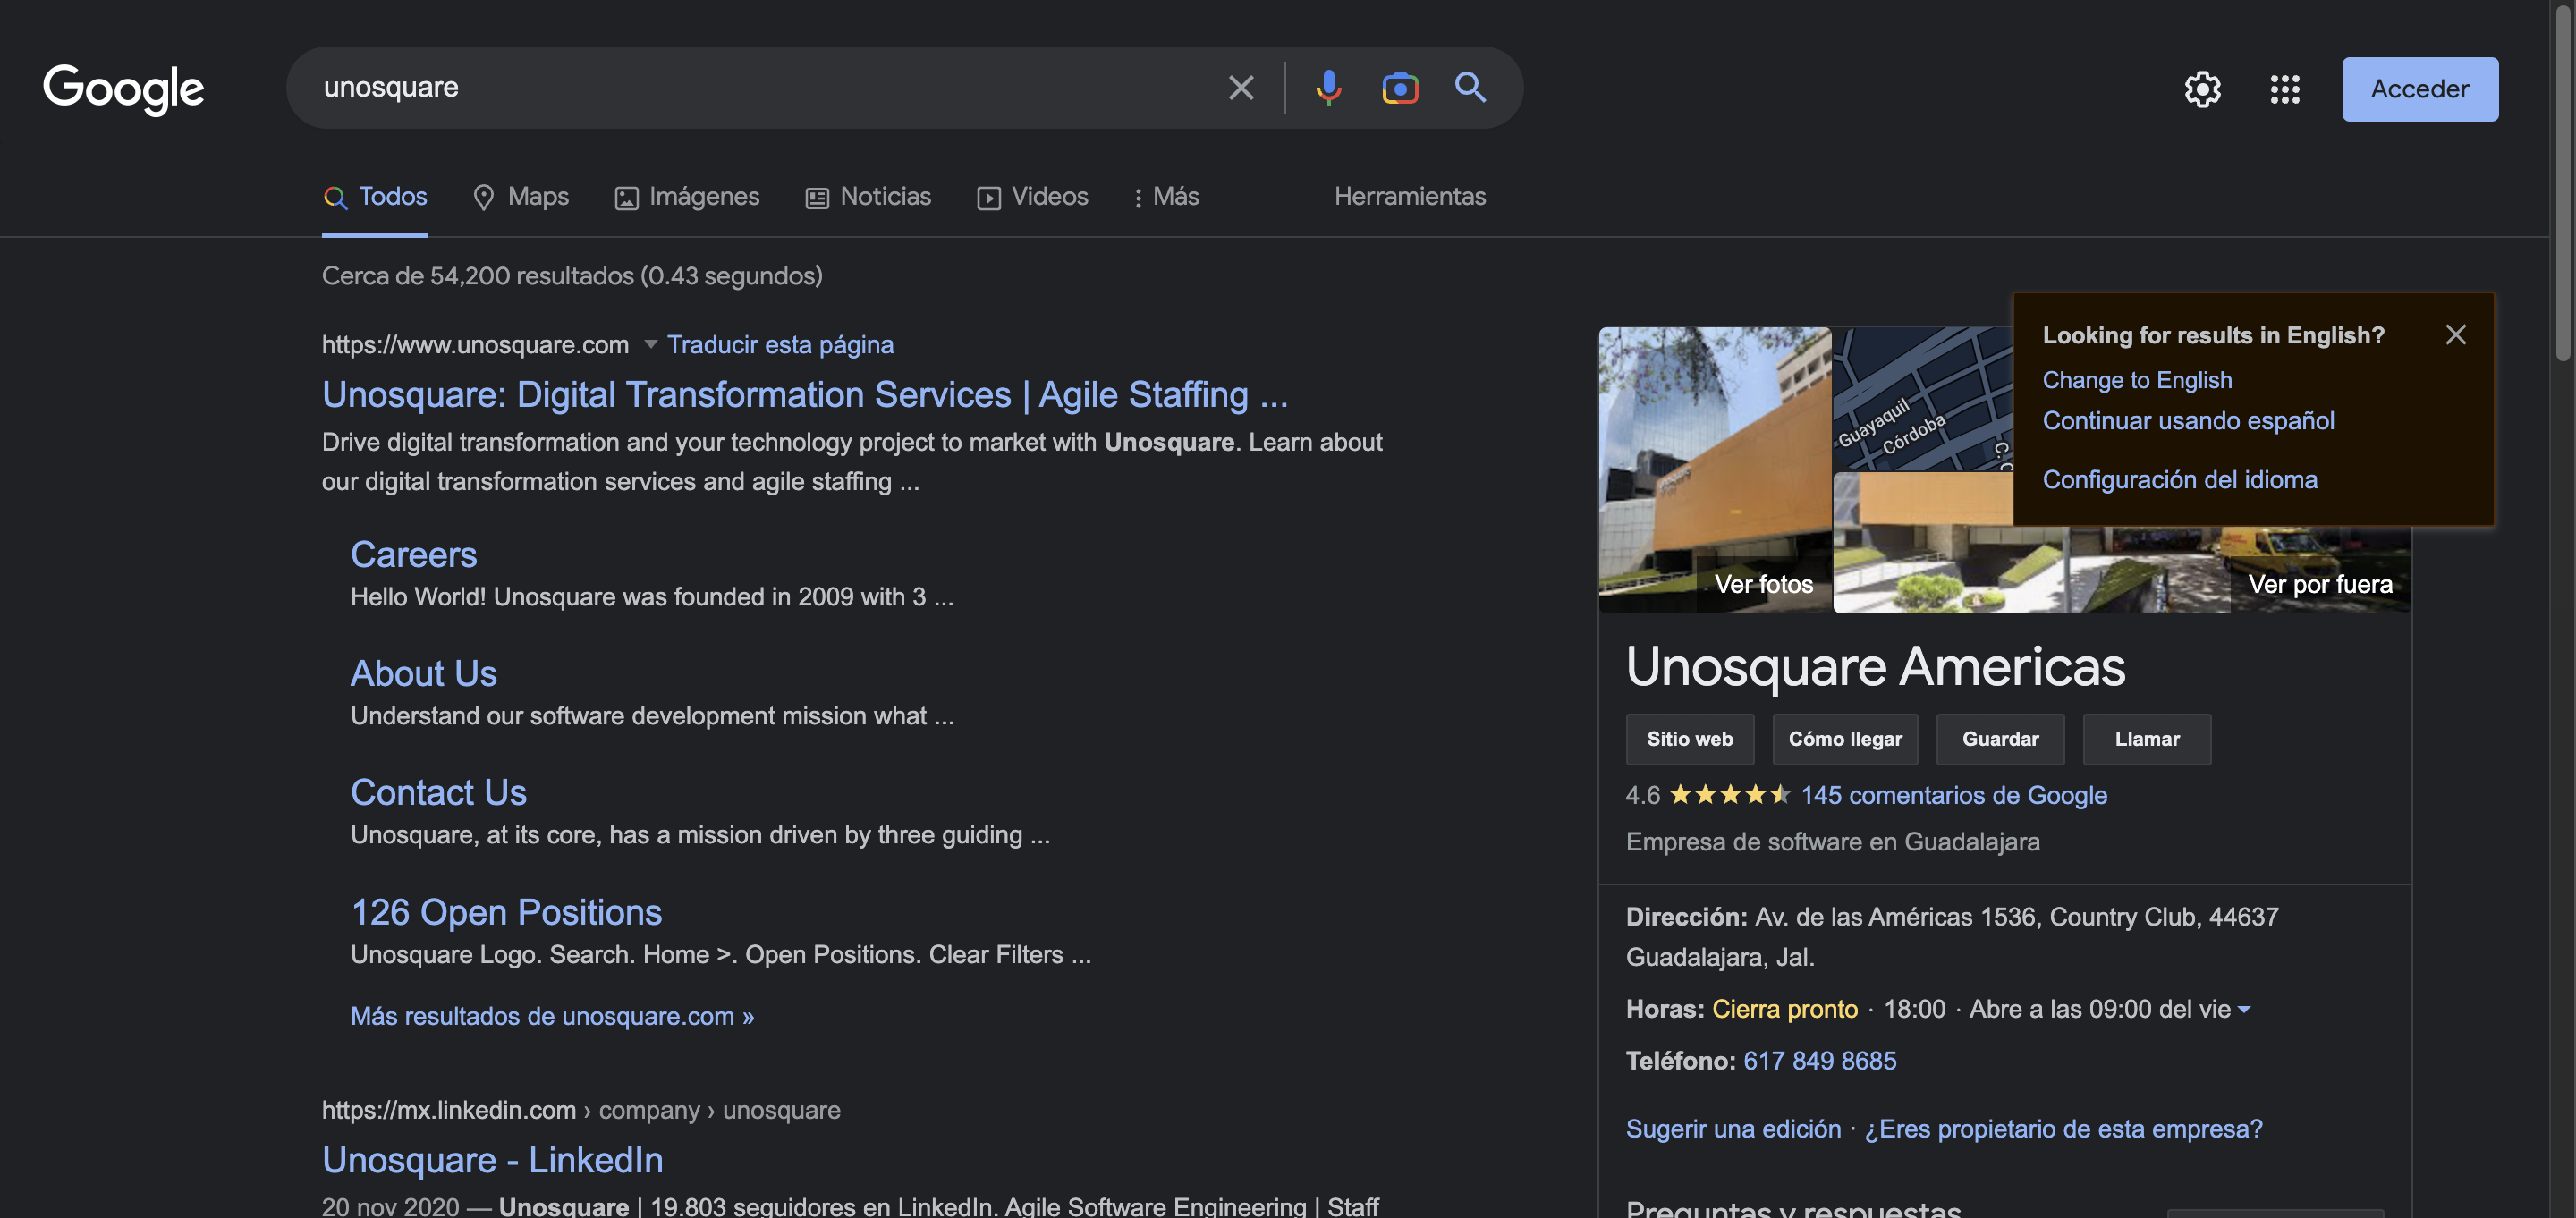 Google
unosquare
Acceder
Todos
Maps
Imágenes
Noticias
Videos
Más
Herramientas
Cerca de 54,200 resultados (0.43 segundos)
https://www.unosquare.com Traducir esta página
Unosquare: Digital Transformation Services | Agile Staffing ...
Drive digital transformation and your technology project to market with Unosquare. Learn about
our digital transformation services and agile staffing ...
Careers
Hello World! Unosquare was founded in 2009 with 3 ...
About Us
Understand our software development mission what ...
Contact Us
Unosquare, at its core, has a mission driven by three guiding ...
126 Open Positions
Unosquare Logo. Search. Home >. Open Positions. Clear Filters ...
Más resultados de unosquare.com »
https://mx.linkedin.com › company › unosquare
Unosquare - LinkedIn
20 nov 2020 — Unosquare | 19.803 seguidores en LinkedIn. Agile Software Engineering | Staff
Looking for results in English?
Change to English
Continuar usando español
Configuración del idioma
Guayaquil
Córdoba
Ver fotos
Ver por fuera
Unosquare Americas
Sitio web
Cómo llegar
Guardar
Llamar
4.6 145 comentarios de Google
Empresa de software en Guadalajara
Dirección: Av. de las Américas 1536, Country Club, 44637
Guadalajara, Jal.
Horas: Cierra pronto · 18:00 · Abre a las 09:00 del vie
Teléfono: 617 849 8685
Sugerir una edición · ¿Eres propietario de esta empresa?
Preguntas y respuestas